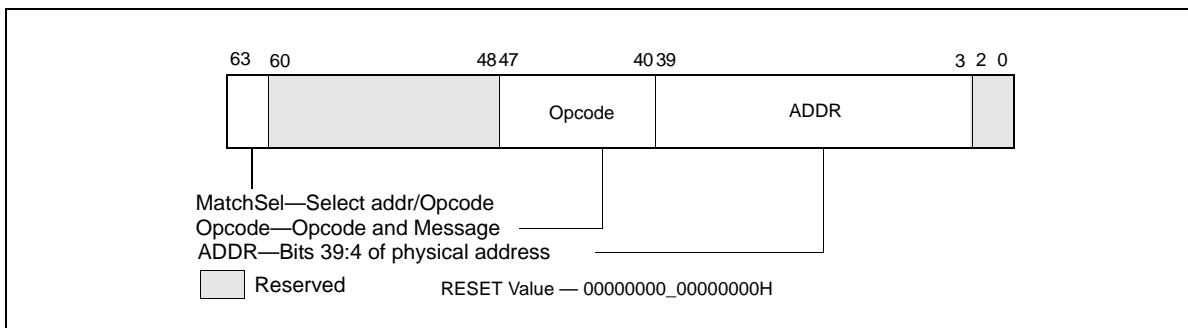 63 60 48 47 40 39 3 2 0
Opcode ADDR
MatchSel—Select addr/Opcode
Opcode—Opcode and Message
ADDR—Bits 39:4 of physical address
Reserved RESET Value — 00000000_00000000H